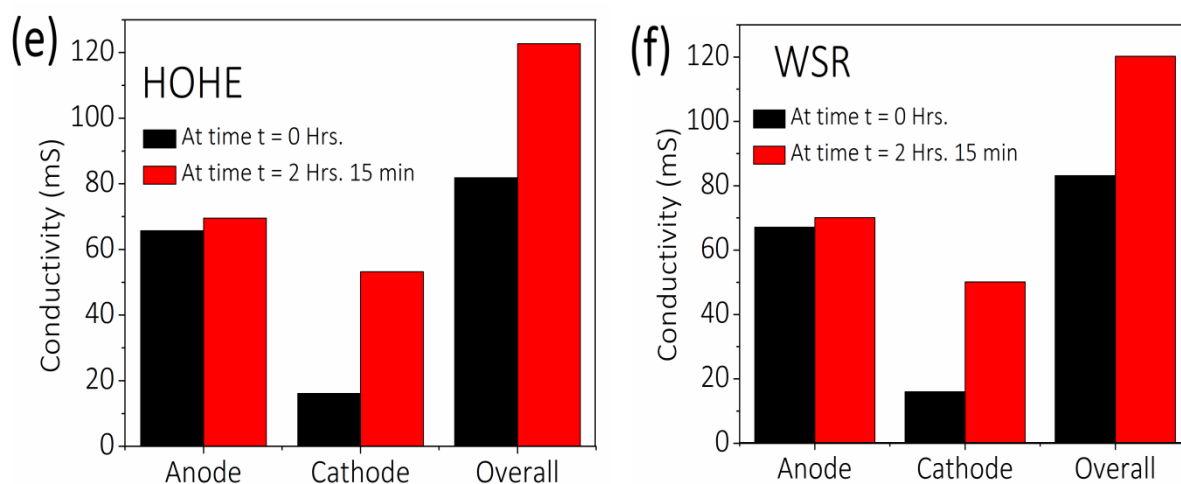 (e)
HOHE
At time t = 0 Hrs.
At time t = 2 Hrs. 15 min
Conductivity (mS)
120
100
80
60
40
20
0
Anode Cathode Overall
(f)
WSR
At time t = 0 Hrs.
At time t = 2 Hrs. 15 min
Conductivity (mS)
120
100
80
60
40
20
0
Anode Cathode Overall